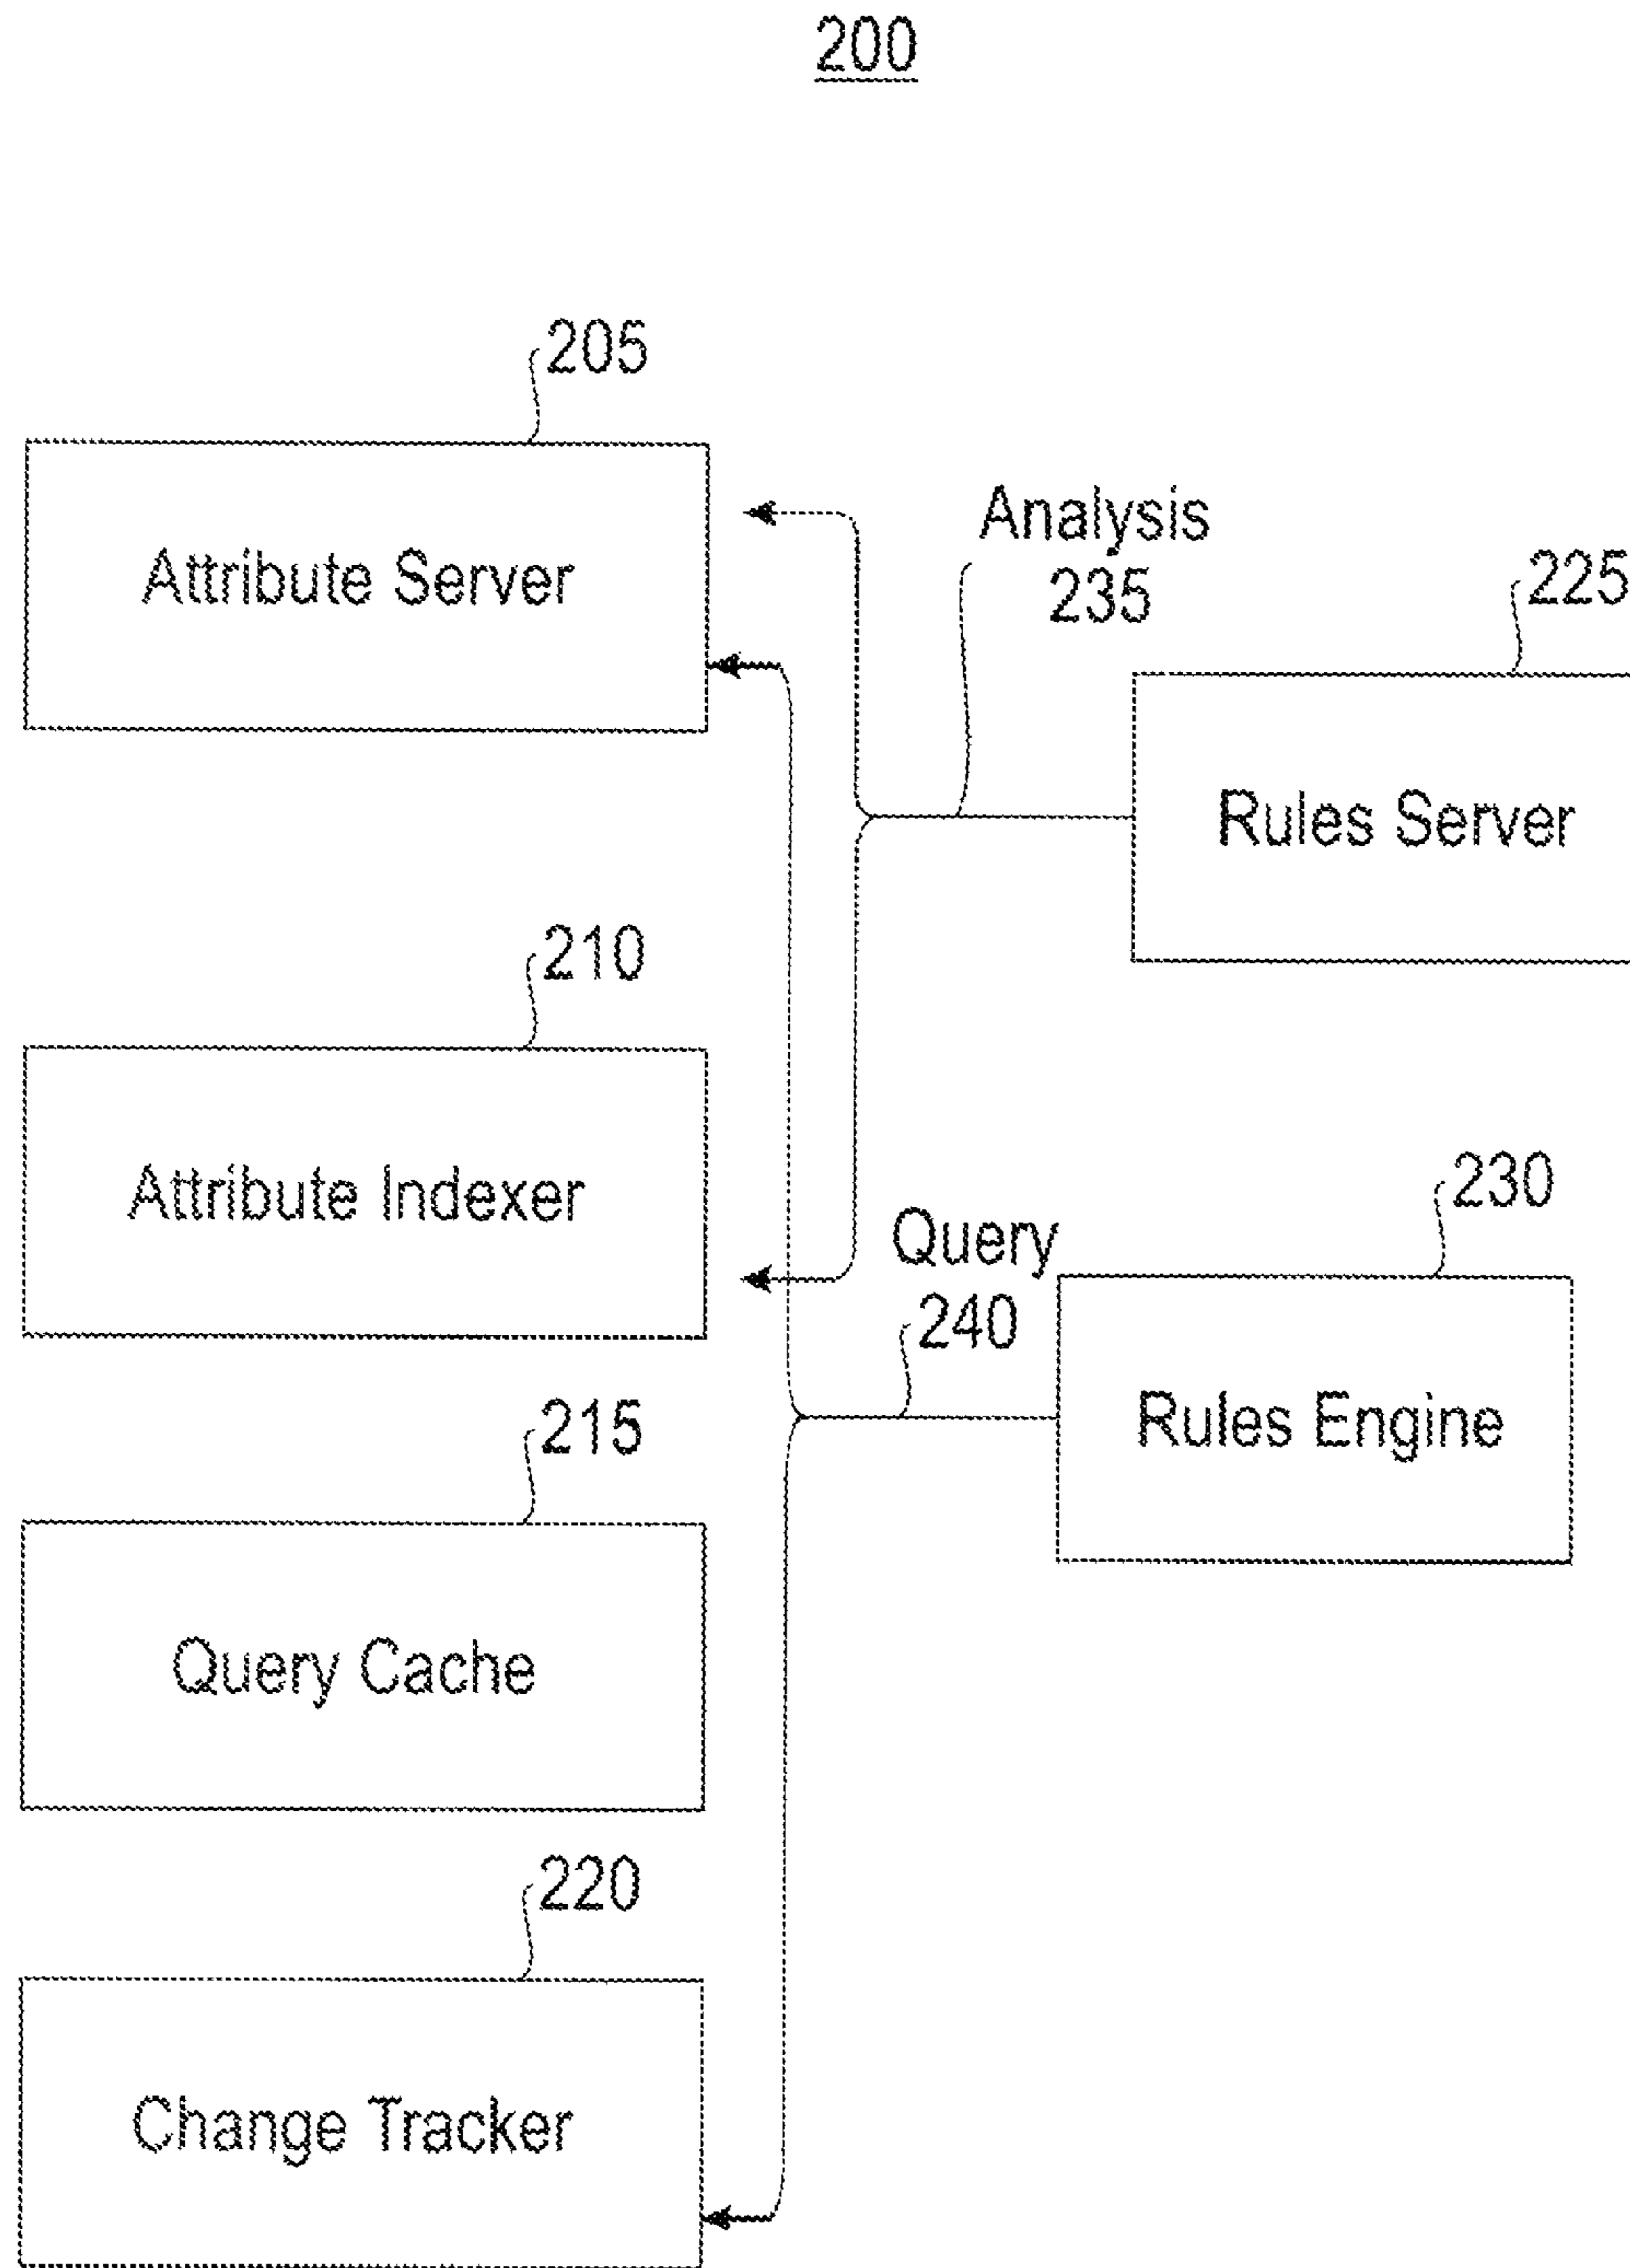 200
205
Attribute Server
Analysis
235
225
Rules Server
210
Attribute Indexer
Query
240
230
Rules Engine
215
Query Cache
220
Change Tracker